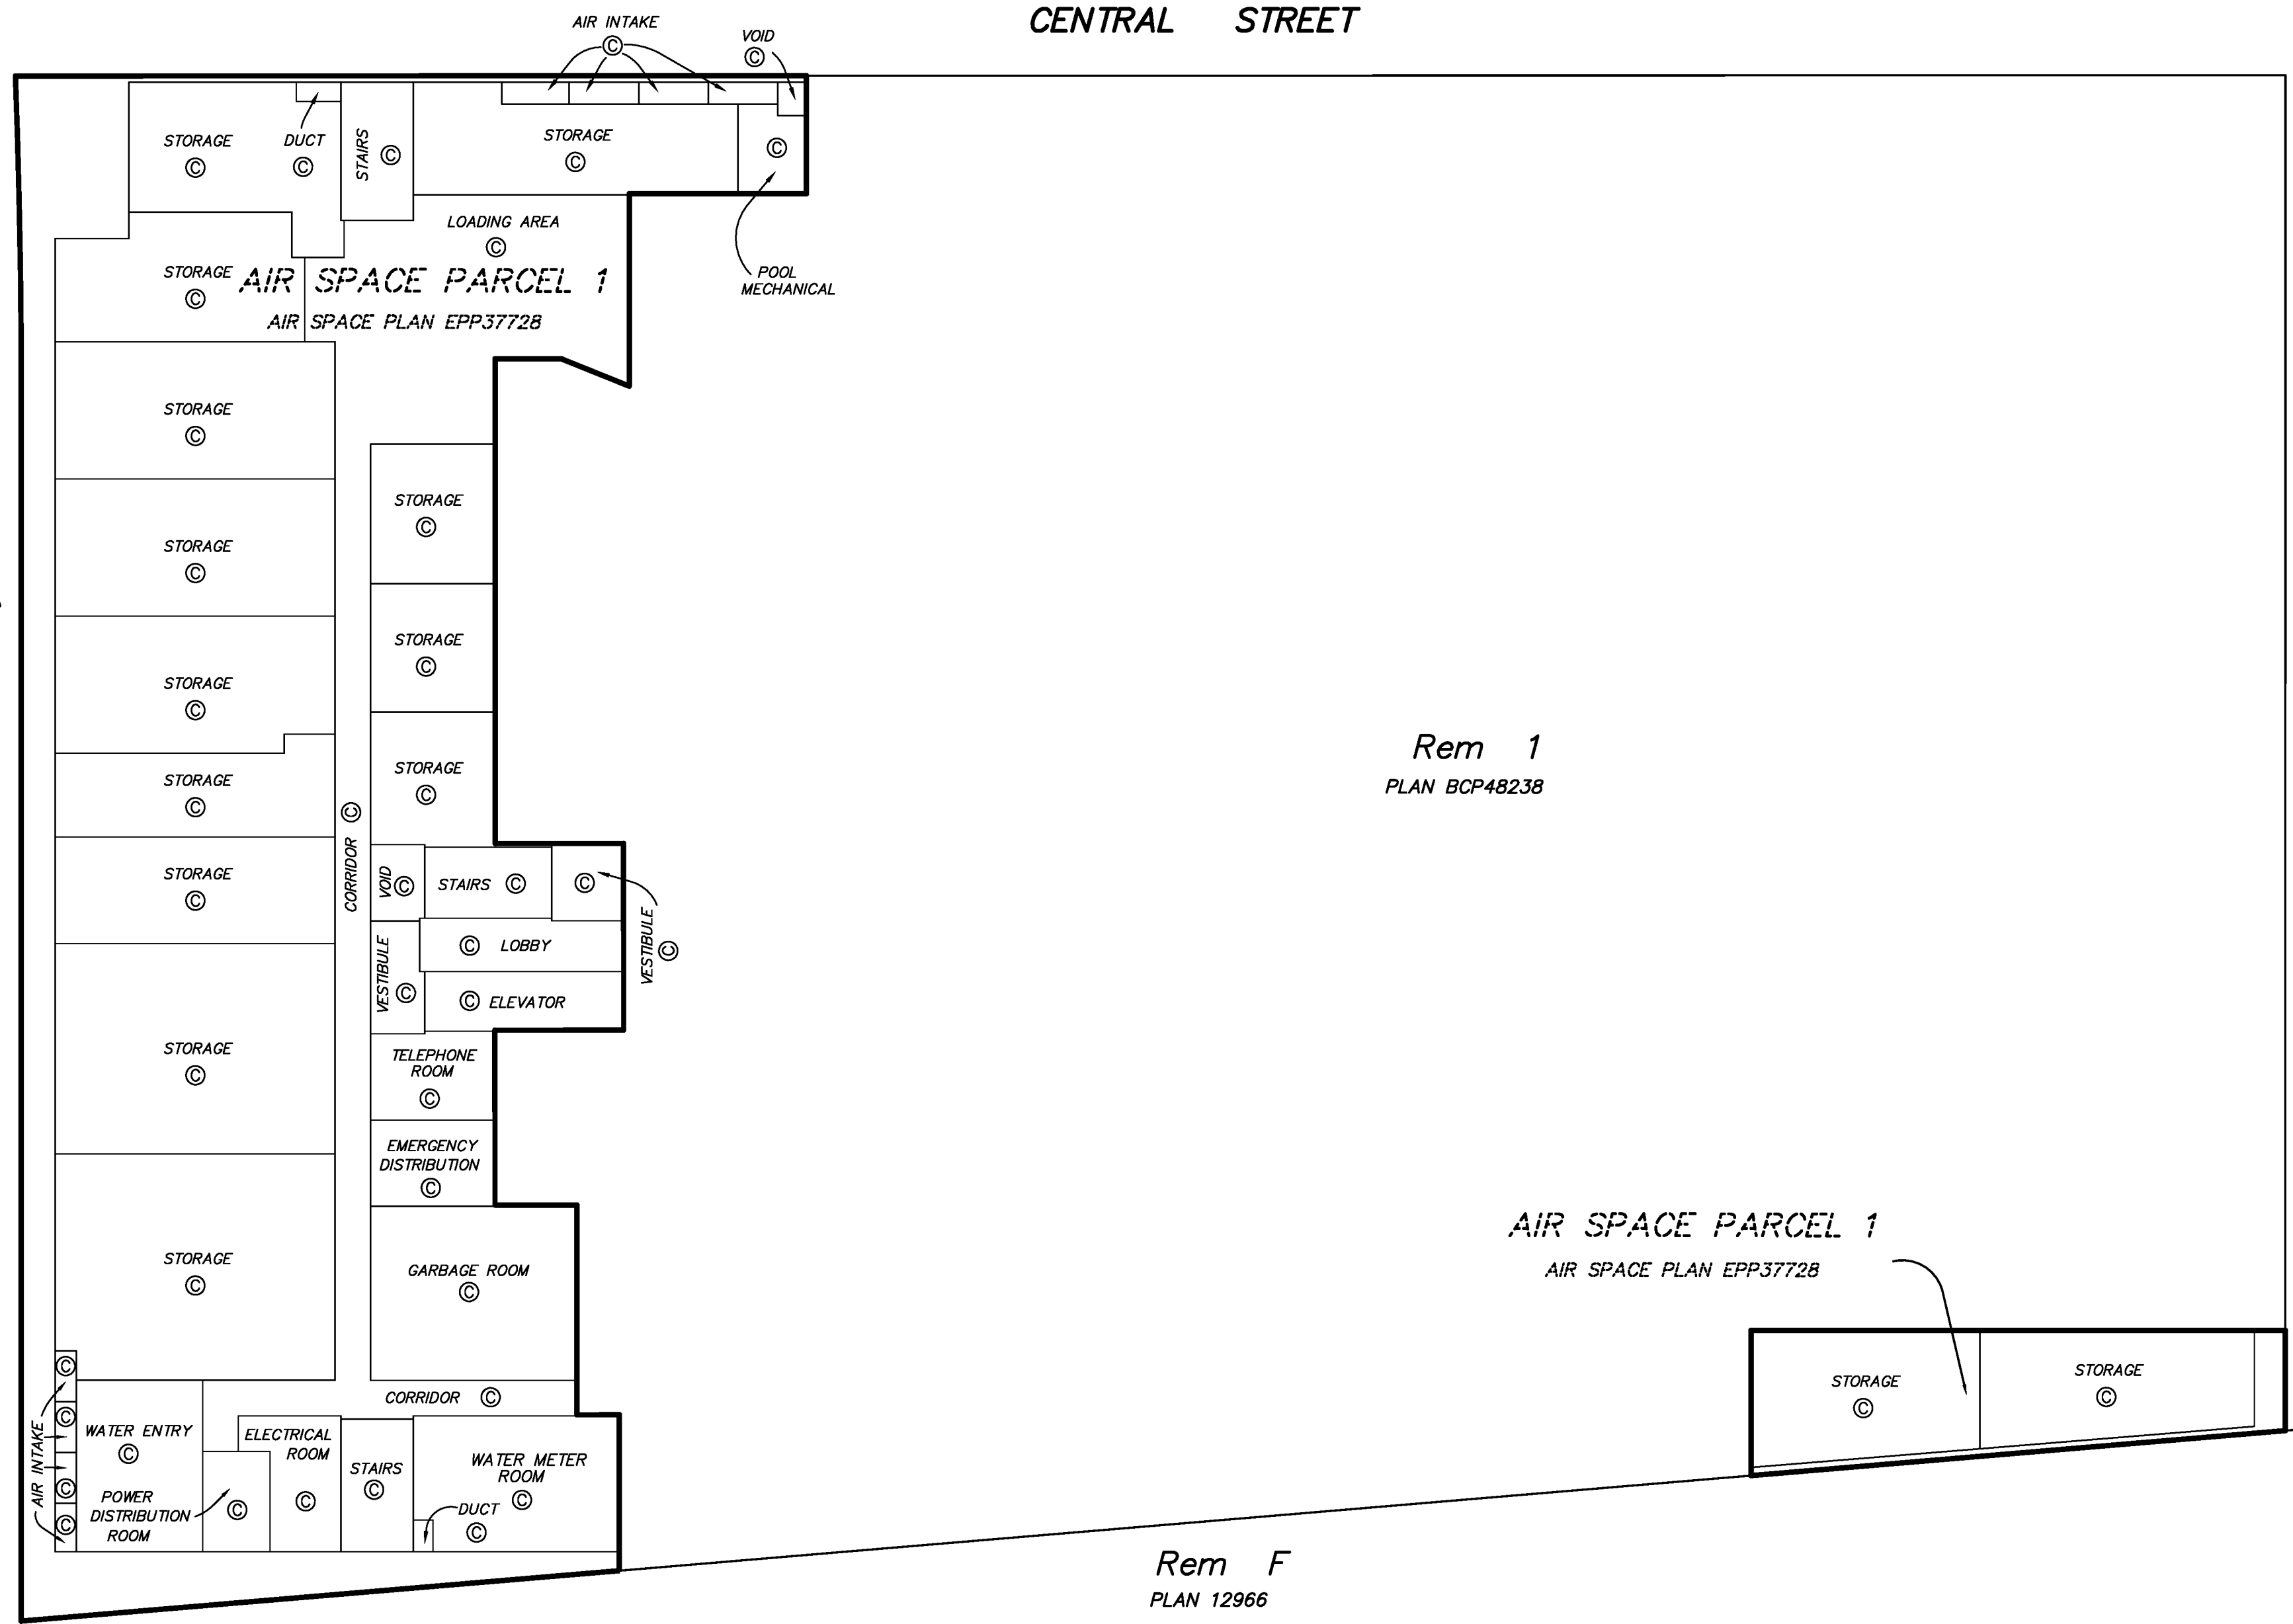 CENTRAL STREET
AIR INTAKE
©
VOID
©
STORAGE
©
DUCT
©
STAIRS ©
STORAGE
©
©
POOL
MECHANICAL
LOADING AREA
©
STORAGE
©
AIR SPACE PARCEL 1
AIR SPACE PLAN EPP37728
STORAGE
©
STORAGE
©
STORAGE
©
STORAGE
©
STORAGE
©
STORAGE
©
STORAGE
©
CORRIDOR ©
STORAGE
©
STORAGE
©
STORAGE
©
VOID
©
STAIRS ©
©
VESTIBULE
©
VESTIBULE
©
© LOBBY
© ELEVATOR
TELEPHONE
ROOM
©
EMERGENCY
DISTRIBUTION
©
GARBAGE ROOM
©
CORRIDOR ©
AIR INTAKE
©
©
©
©
WATER ENTRY
©
POWER
DISTRIBUTION
ROOM
©
ELECTRICAL
ROOM
©
STAIRS
©
WATER METER
ROOM
©
DUCT
©
Rem 1
PLAN BCP48238
AIR SPACE PARCEL 1
AIR SPACE PLAN EPP37728
STORAGE
©
STORAGE
©
Rem F
PLAN 12966